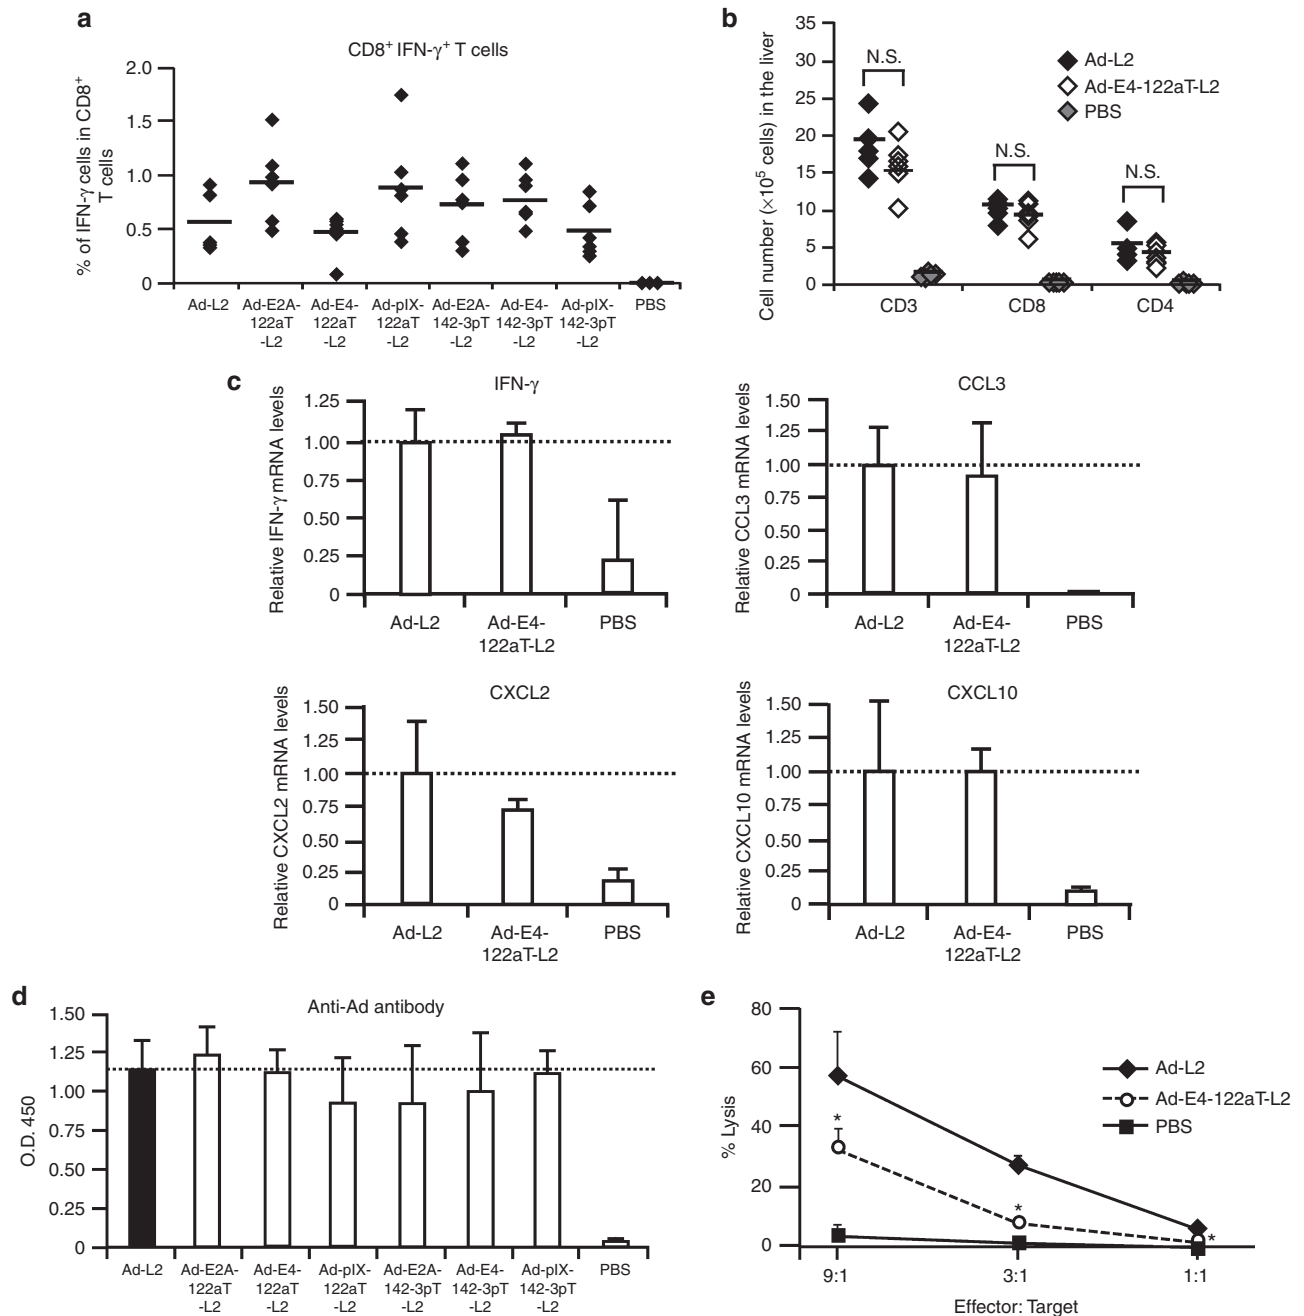 a
CD8+ IFN-γ+ T cells
% of IFN-γ cells in CD8+
T cells
2.0
1.5
1.0
0.5
0
Ad-L2
Ad-E2A-
122aT
-L2
Ad-E4-
122aT
-L2
Ad-pIX-
122aT
-L2
Ad-E2A-
142-3pT
-L2
Ad-E4-
142-3pT
-L2
Ad-pIX-
142-3pT
-L2
PBS
b
Cell number (×105 cells) in the liver
35
30
25
20
15
10
5
0
N.S.
N.S.
N.S.
Ad-L2
Ad-E4-122aT-L2
PBS
CD3
CD8
CD4
c
IFN-γ
Relative IFN-γ mRNA levels
1.25
1.00
0.75
0.50
0.25
0
Ad-L2
Ad-E4-
122aT-L2
PBS
CCL3
Relative CCL3 mRNA levels
1.50
1.25
1.00
0.75
0.50
0.25
0
Ad-L2
Ad-E4-
122aT-L2
PBS
CXCL2
Relative CXCL2 mRNA levels
1.50
1.25
1.00
0.75
0.50
0.25
0
Ad-L2
Ad-E4-
122aT-L2
PBS
CXCL10
Relative CXCL10 mRNA levels
1.50
1.25
1.00
0.75
0.50
0.25
0
Ad-L2
Ad-E4-
122aT-L2
PBS
d
Anti-Ad antibody
O.D. 450
1.50
1.25
1.00
0.75
0.50
0.25
0
Ad-L2
Ad-E2A-
122aT
-L2
Ad-E4-
122aT
-L2
Ad-pIX-
122aT
-L2
Ad-E2A-
142-3pT
-L2
Ad-E4-
142-3pT
-L2
Ad-pIX-
142-3pT
-L2
PBS
e
% Lysis
80
60
40
20
0
*
*
*
Ad-L2
Ad-E4-122aT-L2
PBS
9:1
3:1
1:1
Effector: Target